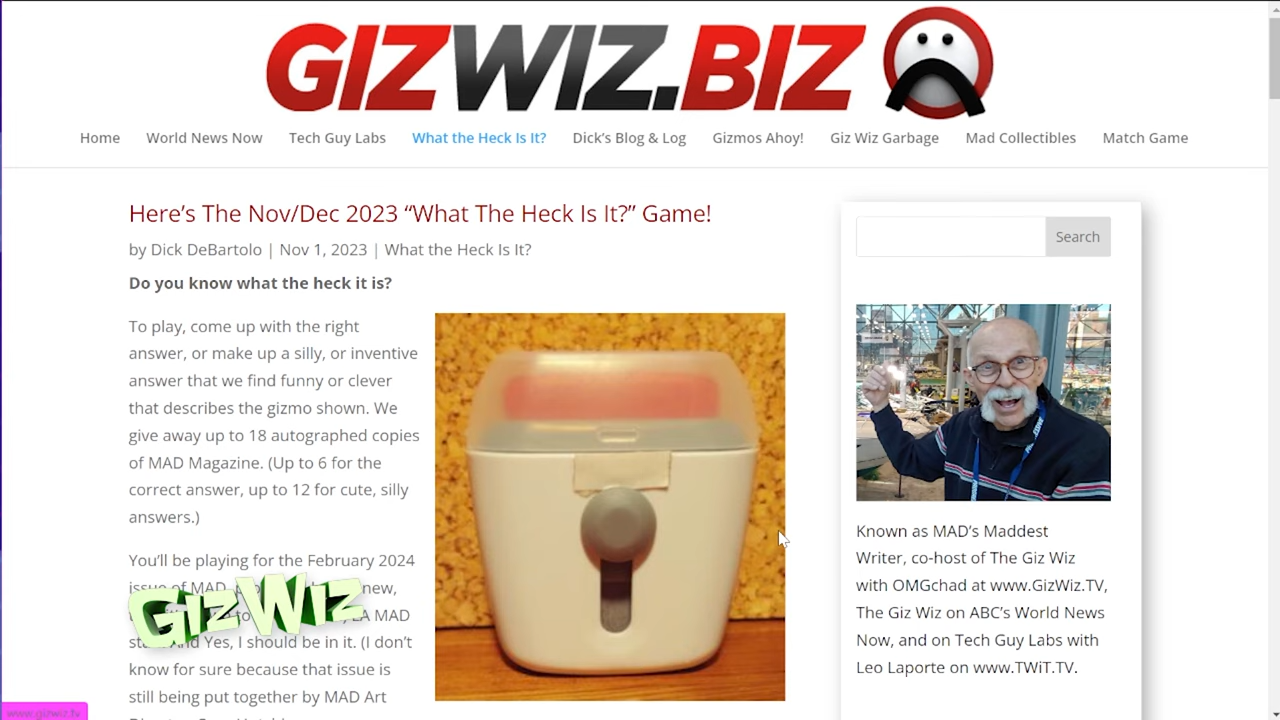 GIZWIZ.BIZ
Home World News Now Tech Guy Labs What the Heck Is It? Dick's Blog & Log Gizmos Ahoy! Giz Wiz Garbage Mad Collectibles Match Game
Here's The Nov/Dec 2023 “What The Heck Is It?” Game!
by Dick DeBartolo | Nov 1, 2023 | What the Heck Is It?
Do you know what the heck it is?
To play, come up with the right
answer, or make up a silly, or inventive
answer that we find funny or clever
that describes the gizmo shown. We
give away up to 18 autographed copies
of MAD Magazine. (Up to 6 for the
correct answer, up to 12 for cute, silly
answers.)
You'll be playing for the February 2024
issue of MAD new,
MAD
And Yes, I should be in it. (I don't
know for sure because that issue is
still being put together by MAD Art
GizWiz
www.gizwiz.tv
Search
Known as MAD's Maddest
Writer, co-host of The Giz Wiz
with OMGchad at www.GizWiz.TV,
The Giz Wiz on ABC's World News
Now, and on Tech Guy Labs with
Leo Laporte on www.TWiT.TV.